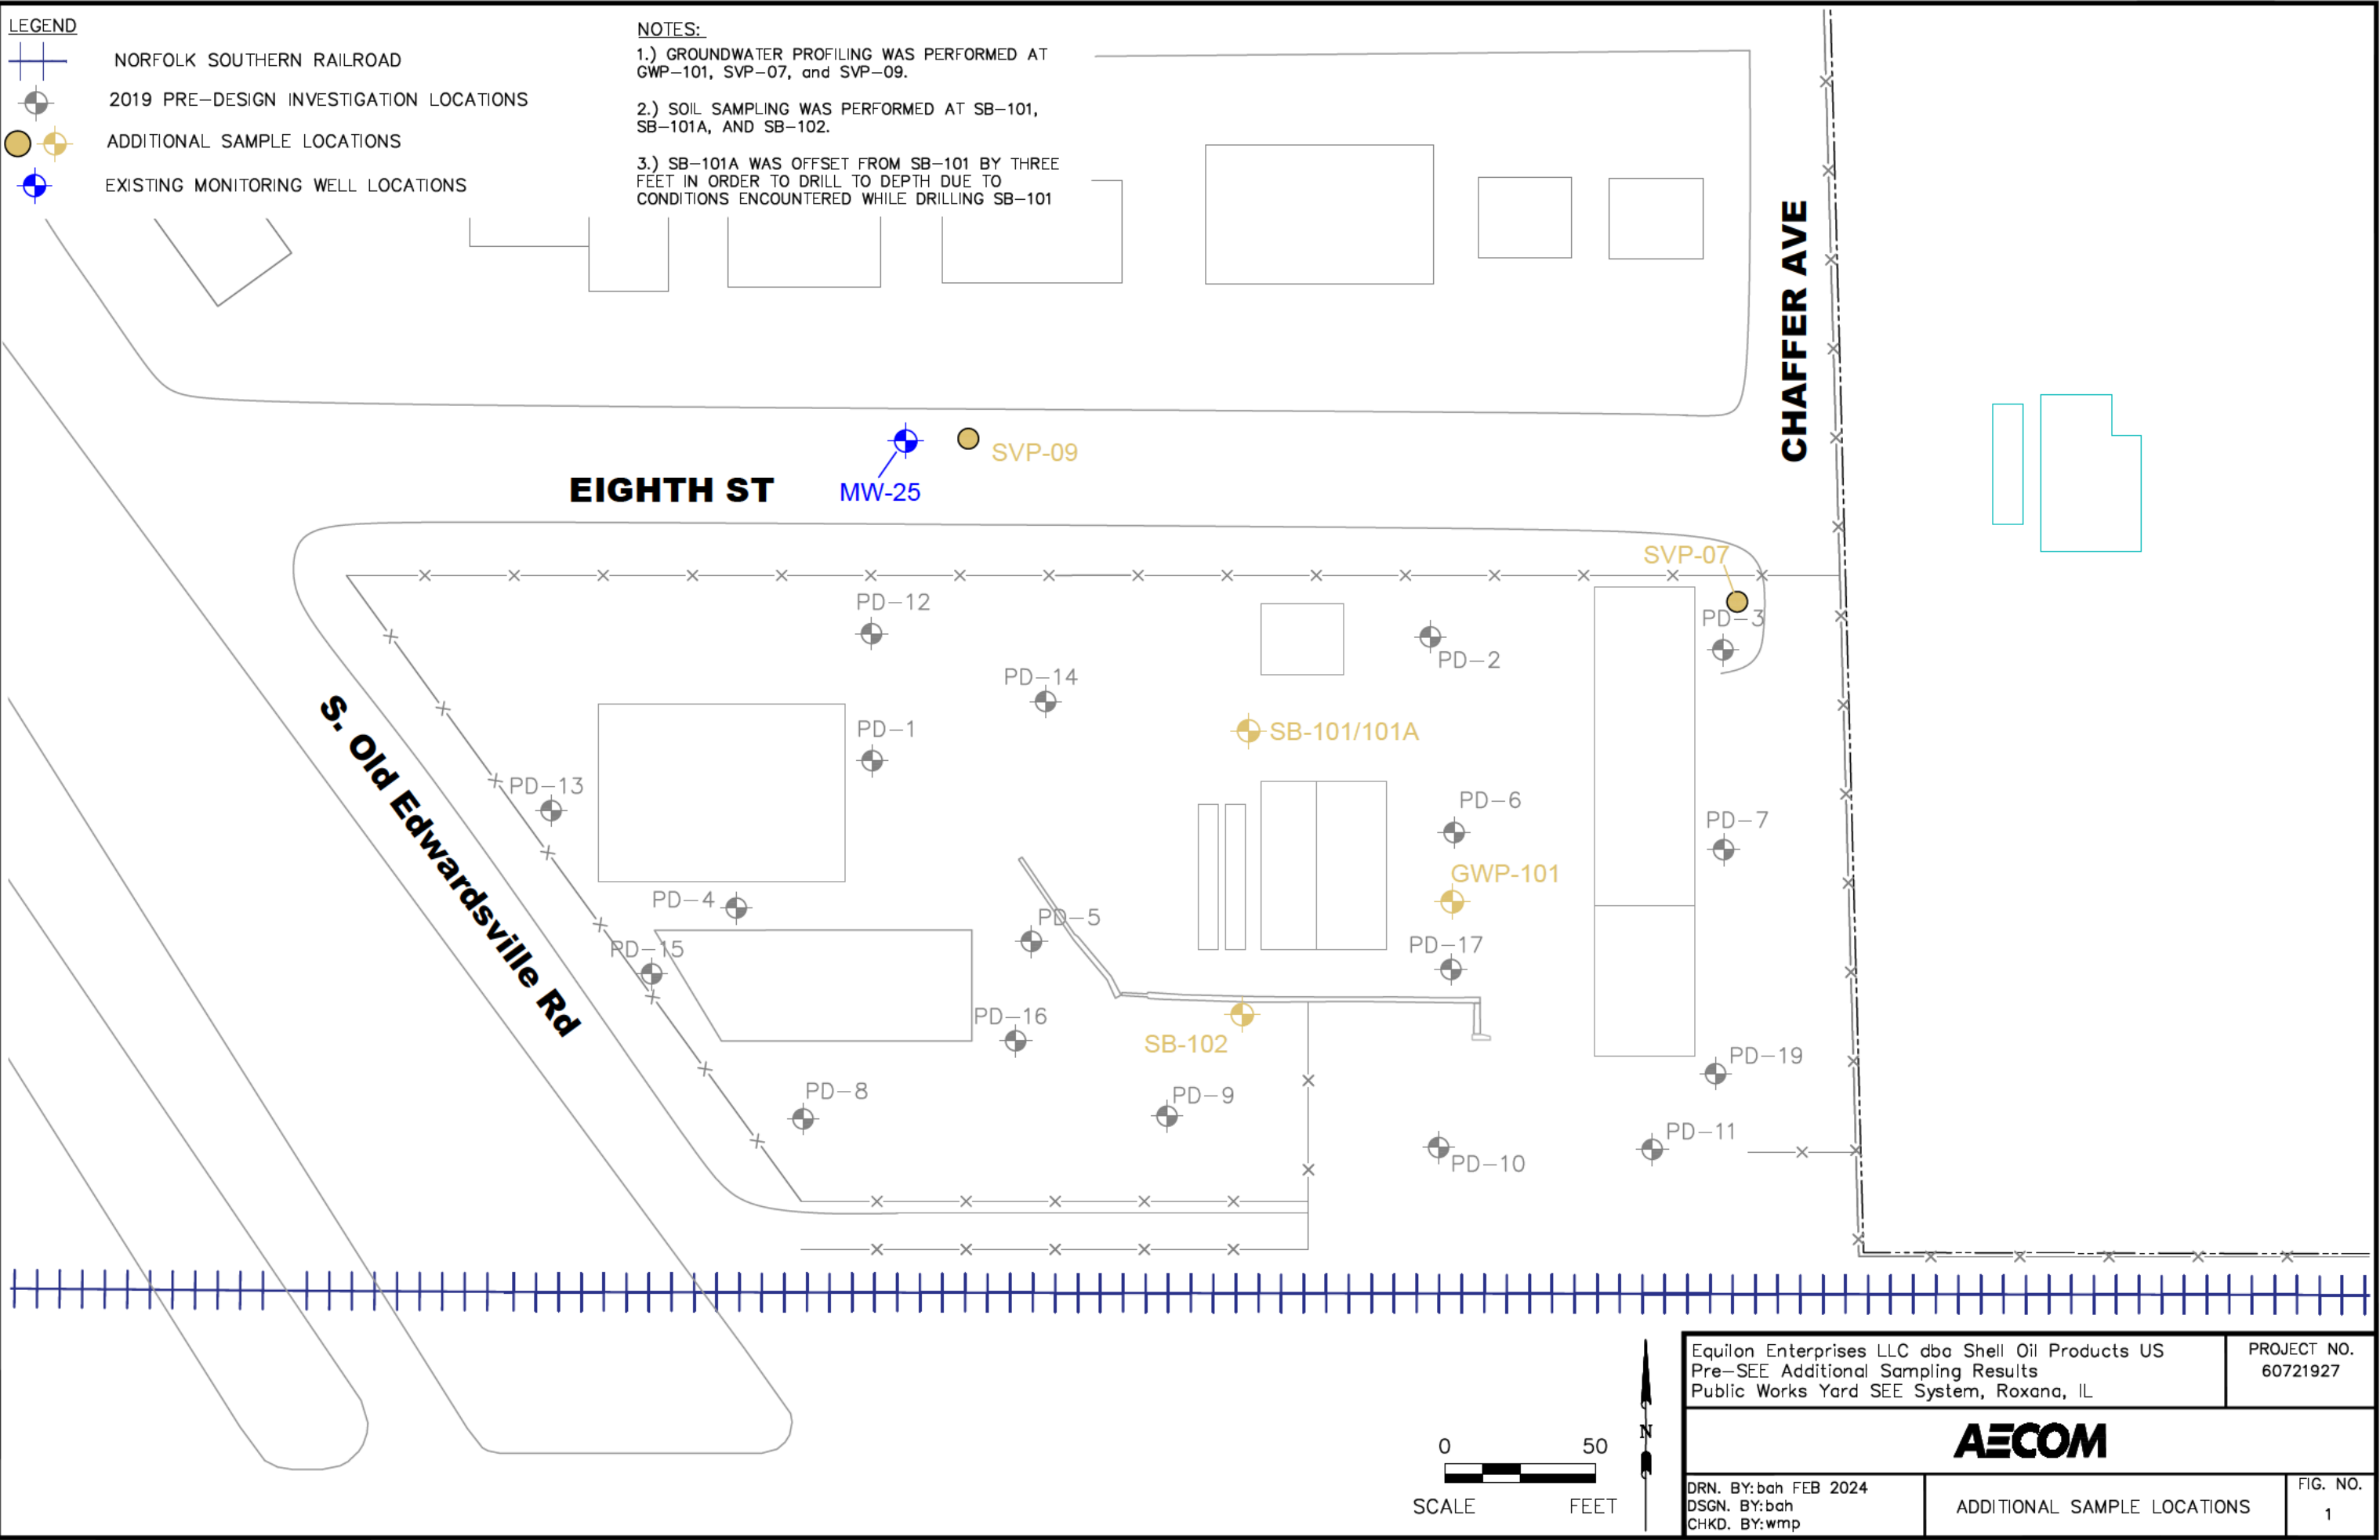 LEGEND
NORFOLK SOUTHERN RAILROAD
2019 PRE-DESIGN INVESTIGATION LOCATIONS
ADDITIONAL SAMPLE LOCATIONS
EXISTING MONITORING WELL LOCATIONS
NOTES:
1.) GROUNDWATER PROFILING WAS PERFORMED AT
GWP-101, SVP-07, and SVP-09.
2.) SOIL SAMPLING WAS PERFORMED AT SB-101,
SB-101A, AND SB-102.
3.) SB-101A WAS OFFSET FROM SB-101 BY THREE
FEET IN ORDER TO DRILL TO DEPTH DUE TO
CONDITIONS ENCOUNTERED WHILE DRILLING SB-101
CHAFFER AVE
SVP-09
EIGHTH ST
MW-25
SVP-07
PD-12
PD-3
PD-2
PD-14
PD-1
SB-101/101A
S. Old Edwardsville Rd
PD-13
PD-6
PD-7
GWP-101
PD-4
PD-5
PD-15
PD-17
PD-16
SB-102
PD-19
PD-8
PD-9
PD-11
PD-10
0 50
SCALE FEET
N
Equilon Enterprises LLC dba Shell Oil Products US
Pre-SEE Additional Sampling Results
Public Works Yard SEE System, Roxana, IL
PROJECT NO.
60721927
AECOM
DRN. BY:bah FEB 2024
DSGN. BY:bah
CHKD. BY:wmp
ADDITIONAL SAMPLE LOCATIONS
FIG. NO.
1